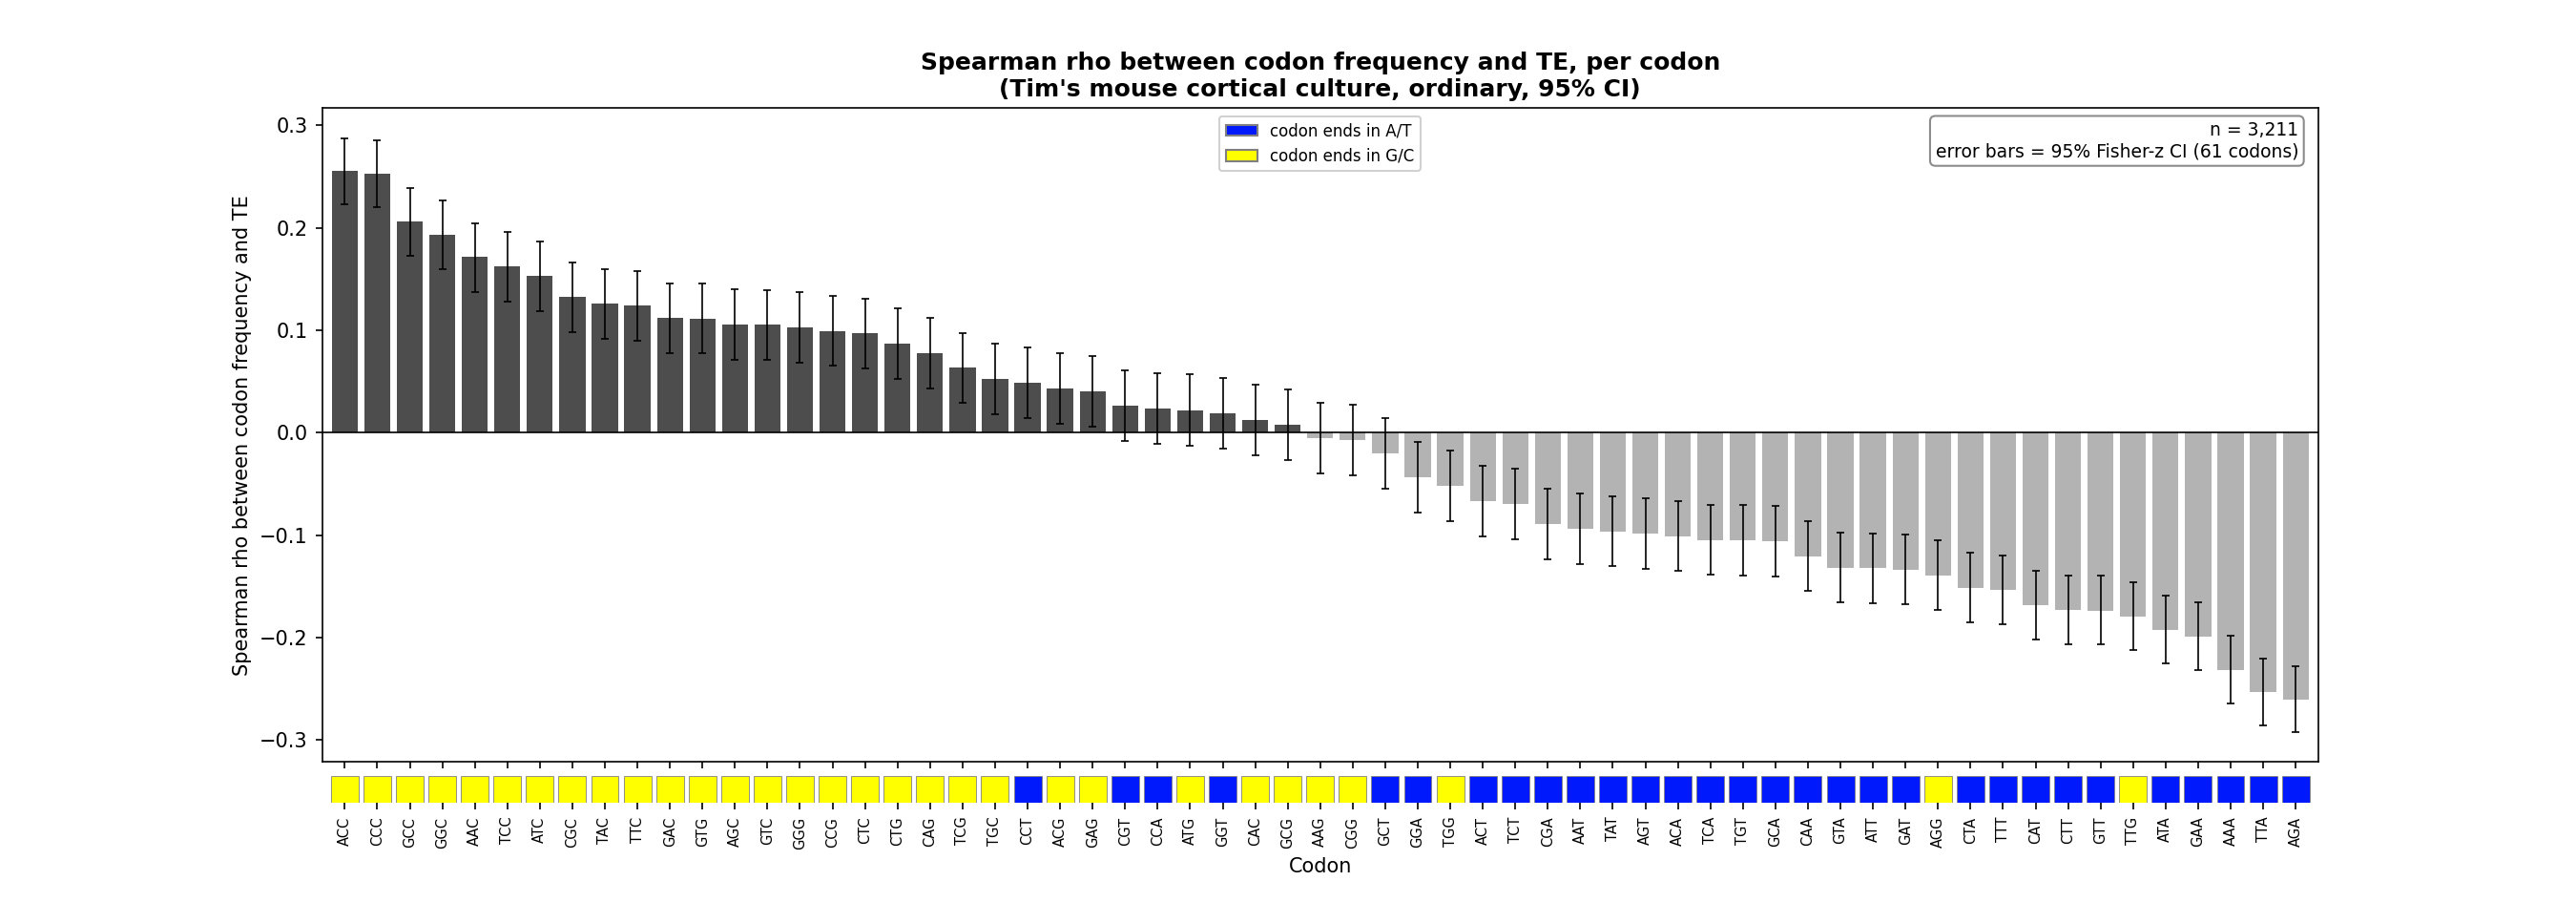 Spearman rho between codon frequency and TE, per codon
(Tim's mouse cortical culture, ordinary, 95% CI)
codon ends in A/T
codon ends in G/C
n = 3,211
error bars = 95% Fisher-z CI (61 codons)
Spearman rho between codon frequency and TE
0.3
0.2
0.1
0.0
−0.1
−0.2
−0.3
ACC CCC GCC GGC AAC TCC ATC CGC TAC TTC GAC GTG AGC GTC GGG CCG CTC CTG CAG TCG TGC CCT ACG GAG CGT CCA ATG GGT CAC GCG AAG CGG GCT GGA TGG ACT TCT CGA AAT TAT AGT ACA TCA TGT GCA CAA GTA ATT GAT AGG CTA TTT CAT CTT GTT TTG ATA GAA AAA TTA AGA
Codon